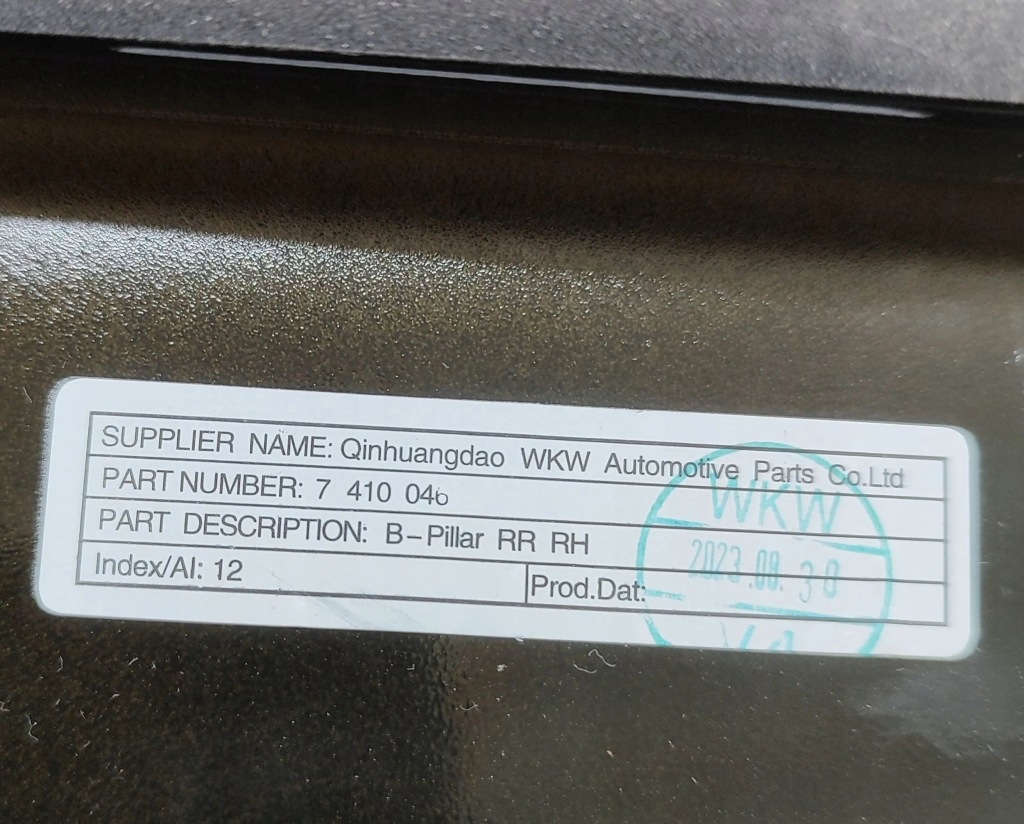 SUPPLIER NAME: Qinhuangdao WKW Automotive Parts Co.Ltd
PART NUMBER: 7 410 046
PART DESCRIPTION: B-Pillar RR RH
Index/AI: 12
Prod.Dat:
WKW
2023.08.30